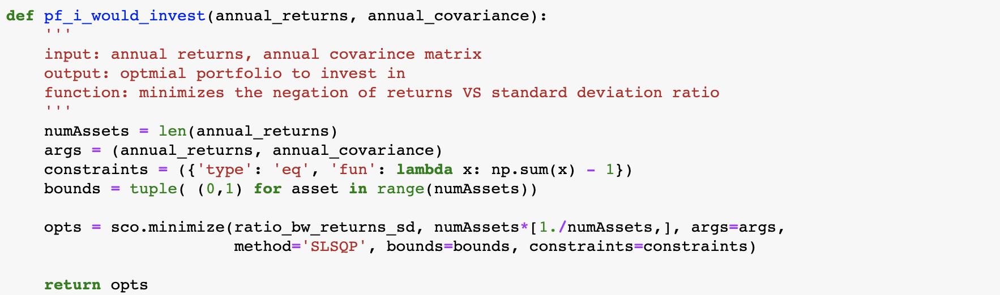 def pf_i_would_invest(annual_returns, annual_covariance):
    '''
    input: annual returns, annual covarince matrix
    output: optmial portfolio to invest in
    function: minimizes the negation of returns VS standard deviation ratio
    '''
    numAssets = len(annual_returns)
    args = (annual_returns, annual_covariance)
    constraints = ({'type': 'eq', 'fun': lambda x: np.sum(x) - 1})
    bounds = tuple( (0,1) for asset in range(numAssets))

    opts = sco.minimize(ratio_bw_returns_sd, numAssets*[1./numAssets,], args=args,
                        method='SLSQP', bounds=bounds, constraints=constraints)

    return opts